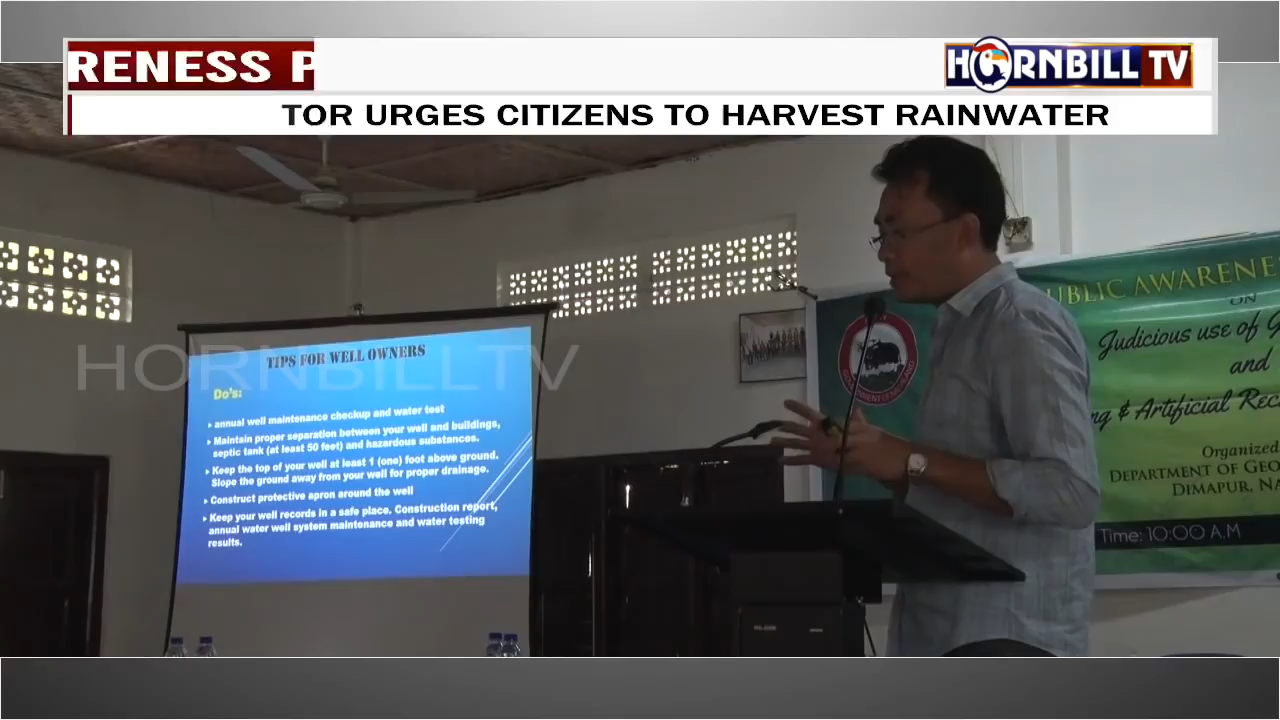 RENESS P
HORNBILL TV
TOR URGES CITIZENS TO HARVEST RAINWATER
HORNBILLTV
TIPS FOR WELL OWNERS
Do's:
annual well maintenance checkup and water test
Maintain proper separation between your well and buildings,
septic tank (at least 50 feet) and hazardous substances.
Keep the top of your well at least 1 (one) foot above ground.
Slope the ground away from your well for proper drainage.
Construct protective apron around the well
Keep your well records in a safe place. Construction report,
annual water well system maintenance and water testing
results.
UBLIC AWARENES
ON
Judicious use of G
and
ng & Artificial Rec
Organized
DEPARTMENT OF GEO
DIMAPUR, NA
Time: 10:00 A.M
GOVERNMENT OF NAGALAND